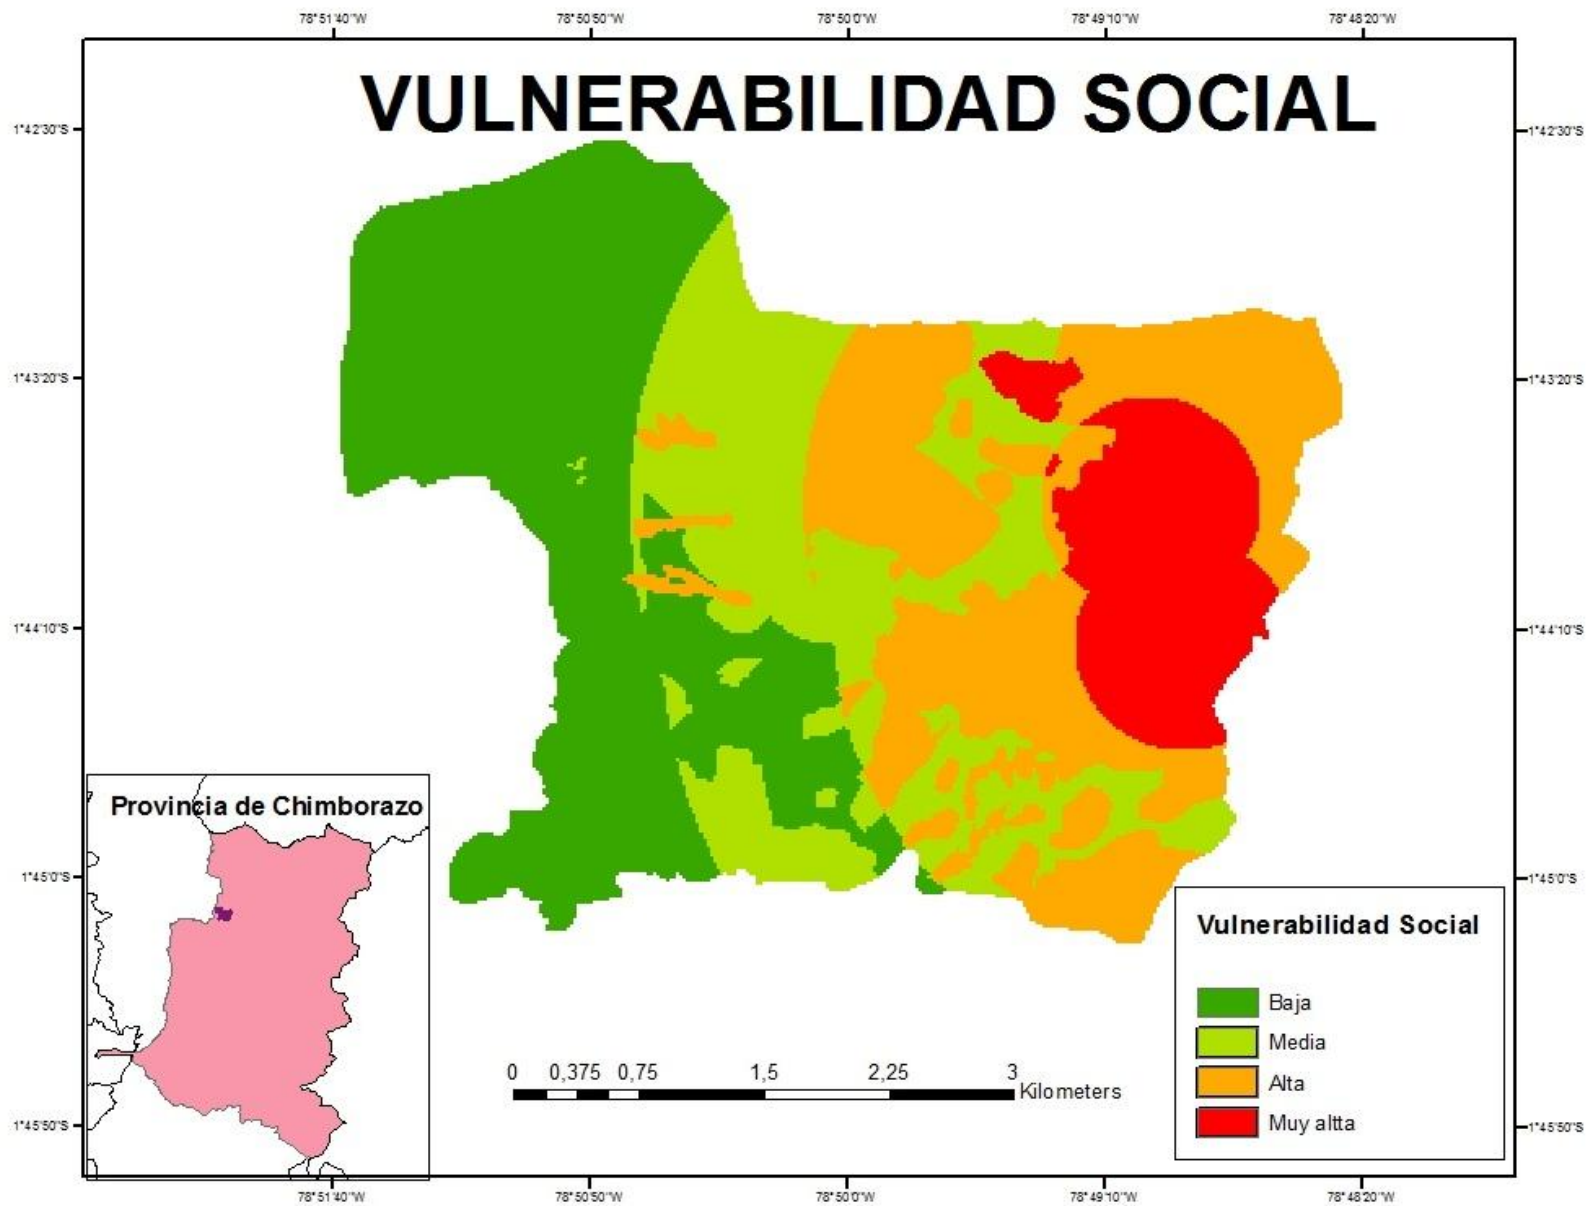 78°51'40"W 78°50'50"W 78°50'0"W 78°49'10"W 78°48'20"W
VULNERABILIDAD SOCIAL
1°42'30"S 1°42'30"S
1°43'20"S 1°43'20"S
1°44'10"S 1°44'10"S
Provincia de Chimborazo
1°45'0"S 1°45'0"S
Vulnerabilidad Social
Baja
Media
Alta
Muy altta
0 0,375 0,75 1,5 2,25 3
Kilometers
1°45'50"S 1°45'50"S
78°51'40"W 78°50'50"W 78°50'0"W 78°49'10"W 78°48'20"W